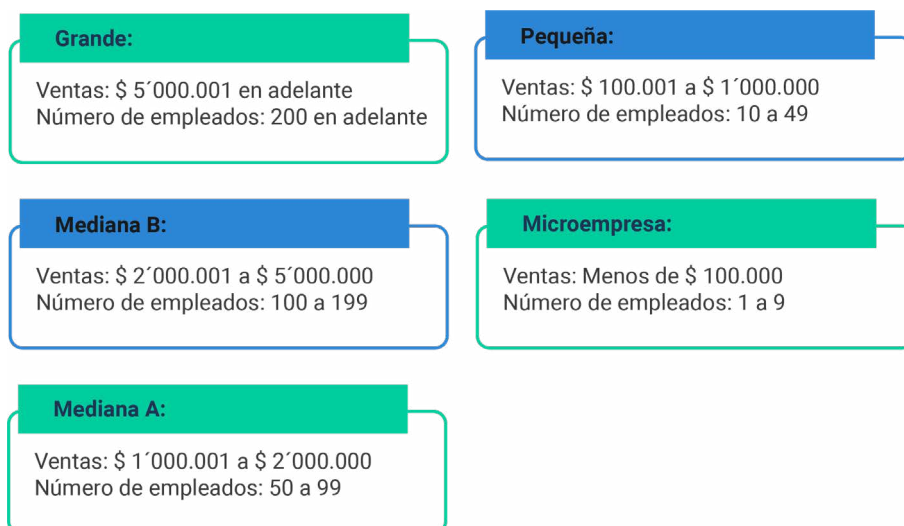 Grande:
Ventas: $ 5´000.001 en adelante
Número de empleados: 200 en adelante
Pequeña:
Ventas: $ 100.001 a $ 1´000.000
Número de empleados: 10 a 49
Mediana B:
Ventas: $ 2´000.001 a $ 5´000.000
Número de empleados: 100 a 199
Microempresa:
Ventas: Menos de $ 100.000
Número de empleados: 1 a 9
Mediana A:
Ventas: $ 1´000.001 a $ 2´000.000
Número de empleados: 50 a 99